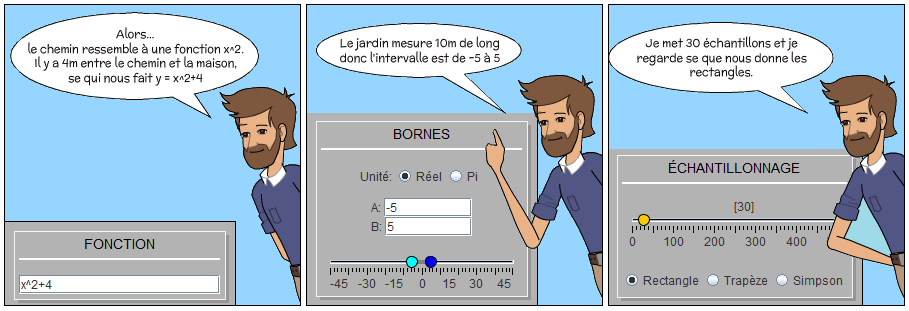 Alors...
le chemin ressemble à une fonction x^2.
Il y a 4m entre le chemin et la maison,
se qui nous fait y = x^2+4
FONCTION
x^2+4
Le jardin mesure 10m de long
donc l'intervalle est de -5 à 5
BORNES
Unité: Réel Pi
A: -5
B: 5
-45 -30 -15 0 15 30 45
Je met 30 échantillons et je
regarde se que nous donne les
rectangles.
ÉCHANTILLONNAGE
[30]
0 100 200 300 400
Rectangle Trapèze Simpson